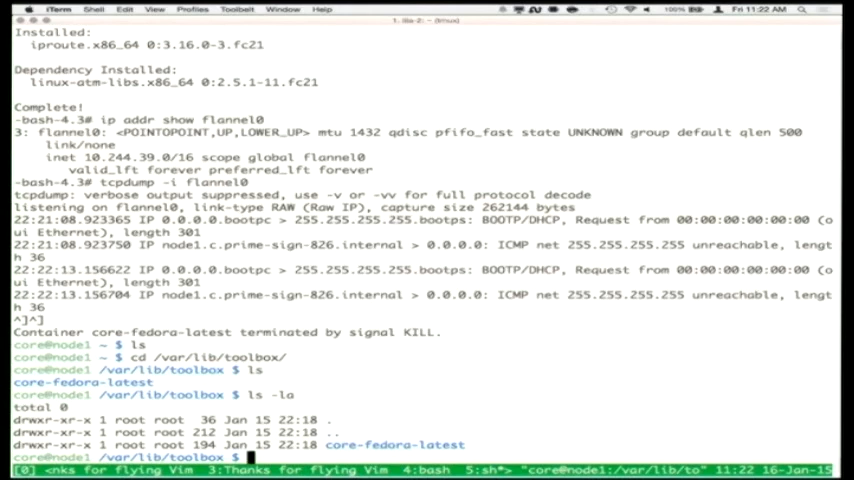 iTerm Shell Edit View Profiles Toolbelt Window Help 100% Fri 11:22 AM
Installed:
iproute.x86_64 0:3.16.0-3.fc21
Dependency Installed:
linux-atm-libs.x86_64 0:2.5.1-11.fc21
Complete!
-bash-4.3# ip addr show flannel0
3: flannel0: <POINTOPOINT,UP,LOWER_UP> mtu 1432 qdisc pfifo_fast state UNKNOWN group default qlen 500
link/none
inet 10.244.39.0/16 scope global flannel0
valid_lft forever preferred_lft forever
-bash-4.3# tcpdump -i flannel0
tcpdump: verbose output suppressed, use -v or -vv for full protocol decode
listening on flannel0, link-type RAW (Raw IP), capture size 262144 bytes
22:21:08.923365 IP 0.0.0.0.bootpc > 255.255.255.255.bootps: BOOTP/DHCP, Request from 00:00:00:00:00:00 (o
ui Ethernet), length 301
22:21:08.923750 IP node1.c.prime-sign-826.internal > 0.0.0.0: ICMP net 255.255.255.255 unreachable, lengt
h 36
22:22:13.156622 IP 0.0.0.0.bootpc > 255.255.255.255.bootps: BOOTP/DHCP, Request from 00:00:00:00:00:00 (o
ui Ethernet), length 301
22:22:13.156704 IP node1.c.prime-sign-826.internal > 0.0.0.0: ICMP net 255.255.255.255 unreachable, lengt
h 36
^]^]
Container core-fedora-latest terminated by signal KILL.
core@node1 ~ $ ls
core@node1 ~ $ cd /var/lib/toolbox/
core@node1 /var/lib/toolbox $ ls
core-fedora-latest
core@node1 /var/lib/toolbox $ ls -la
total 0
drwxr-xr-x 1 root root 36 Jan 15 22:18 .
drwxr-xr-x 1 root root 212 Jan 15 22:18 ..
drwxr-xr-x 1 root root 194 Jan 15 22:18 core-fedora-latest
core@node1 /var/lib/toolbox $
[0] <nks for flying Vim 3:Thanks for flying Vim 4:bash 5:sh*> "core@node1:/var/lib/to" 11:22 16-Jan-15